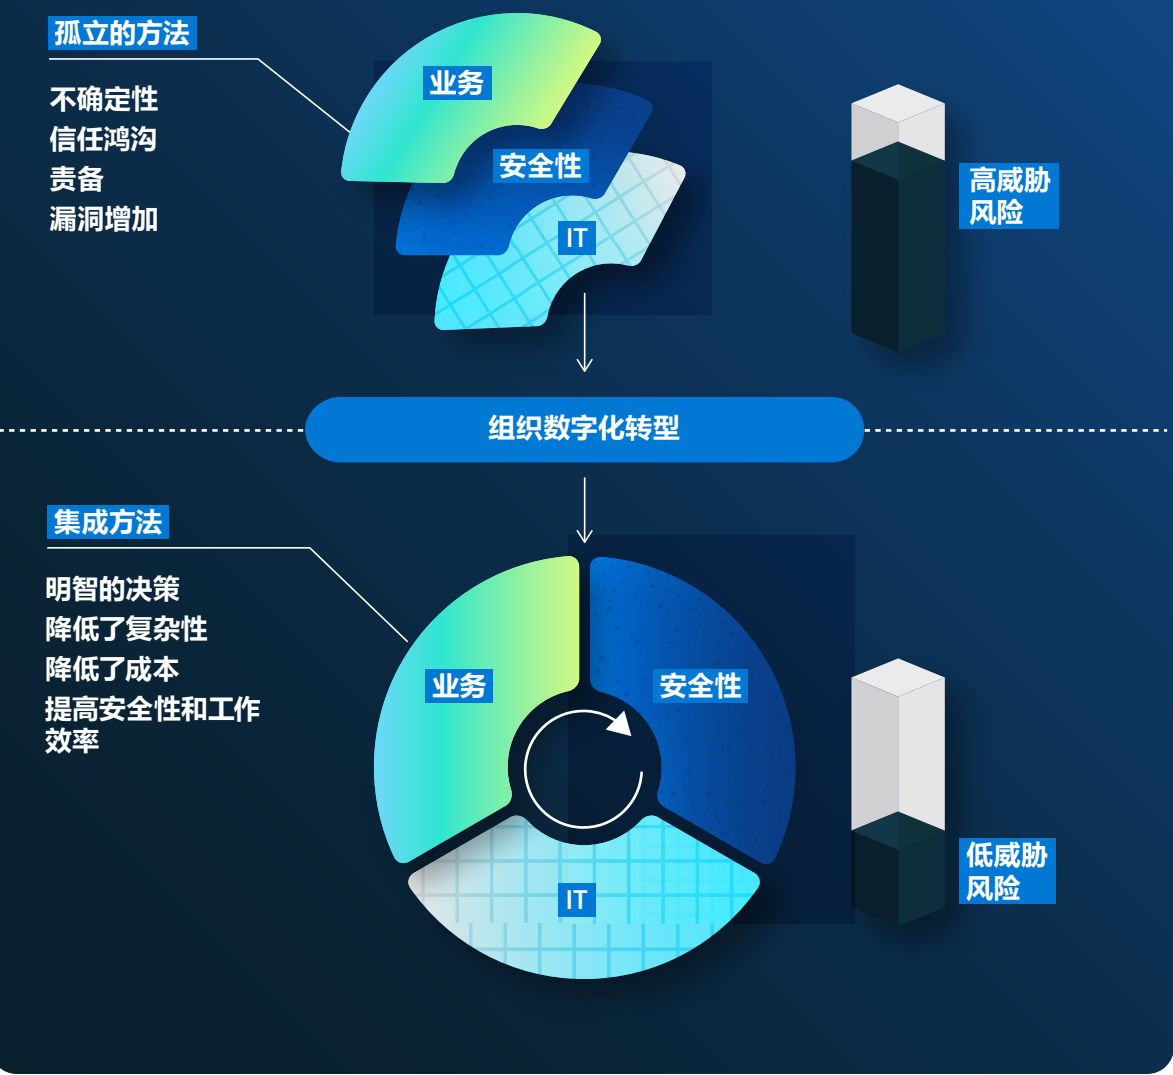 孤立的方法
不确定性
信任鸿沟
责备
漏洞增加
业务
安全性
IT
高威胁
风险
组织数字化转型
集成方法
明智的决策
降低了复杂性
降低了成本
提高安全性和工作
效率
业务
安全性
IT
低威胁
风险